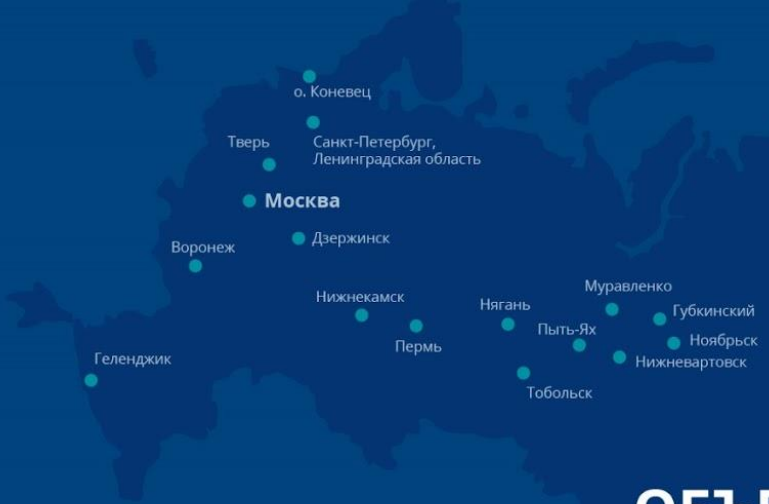 о. Коневец
Тверь
Санкт-Петербург,
Ленинградская область
Москва
Дзержинск
Воронеж
Муравленко
Нижнекамск
Нягань
Губкинский
Пыть-Ях
Ноябрьск
Пермь
Геленджик
Нижневартовск
Тобольск